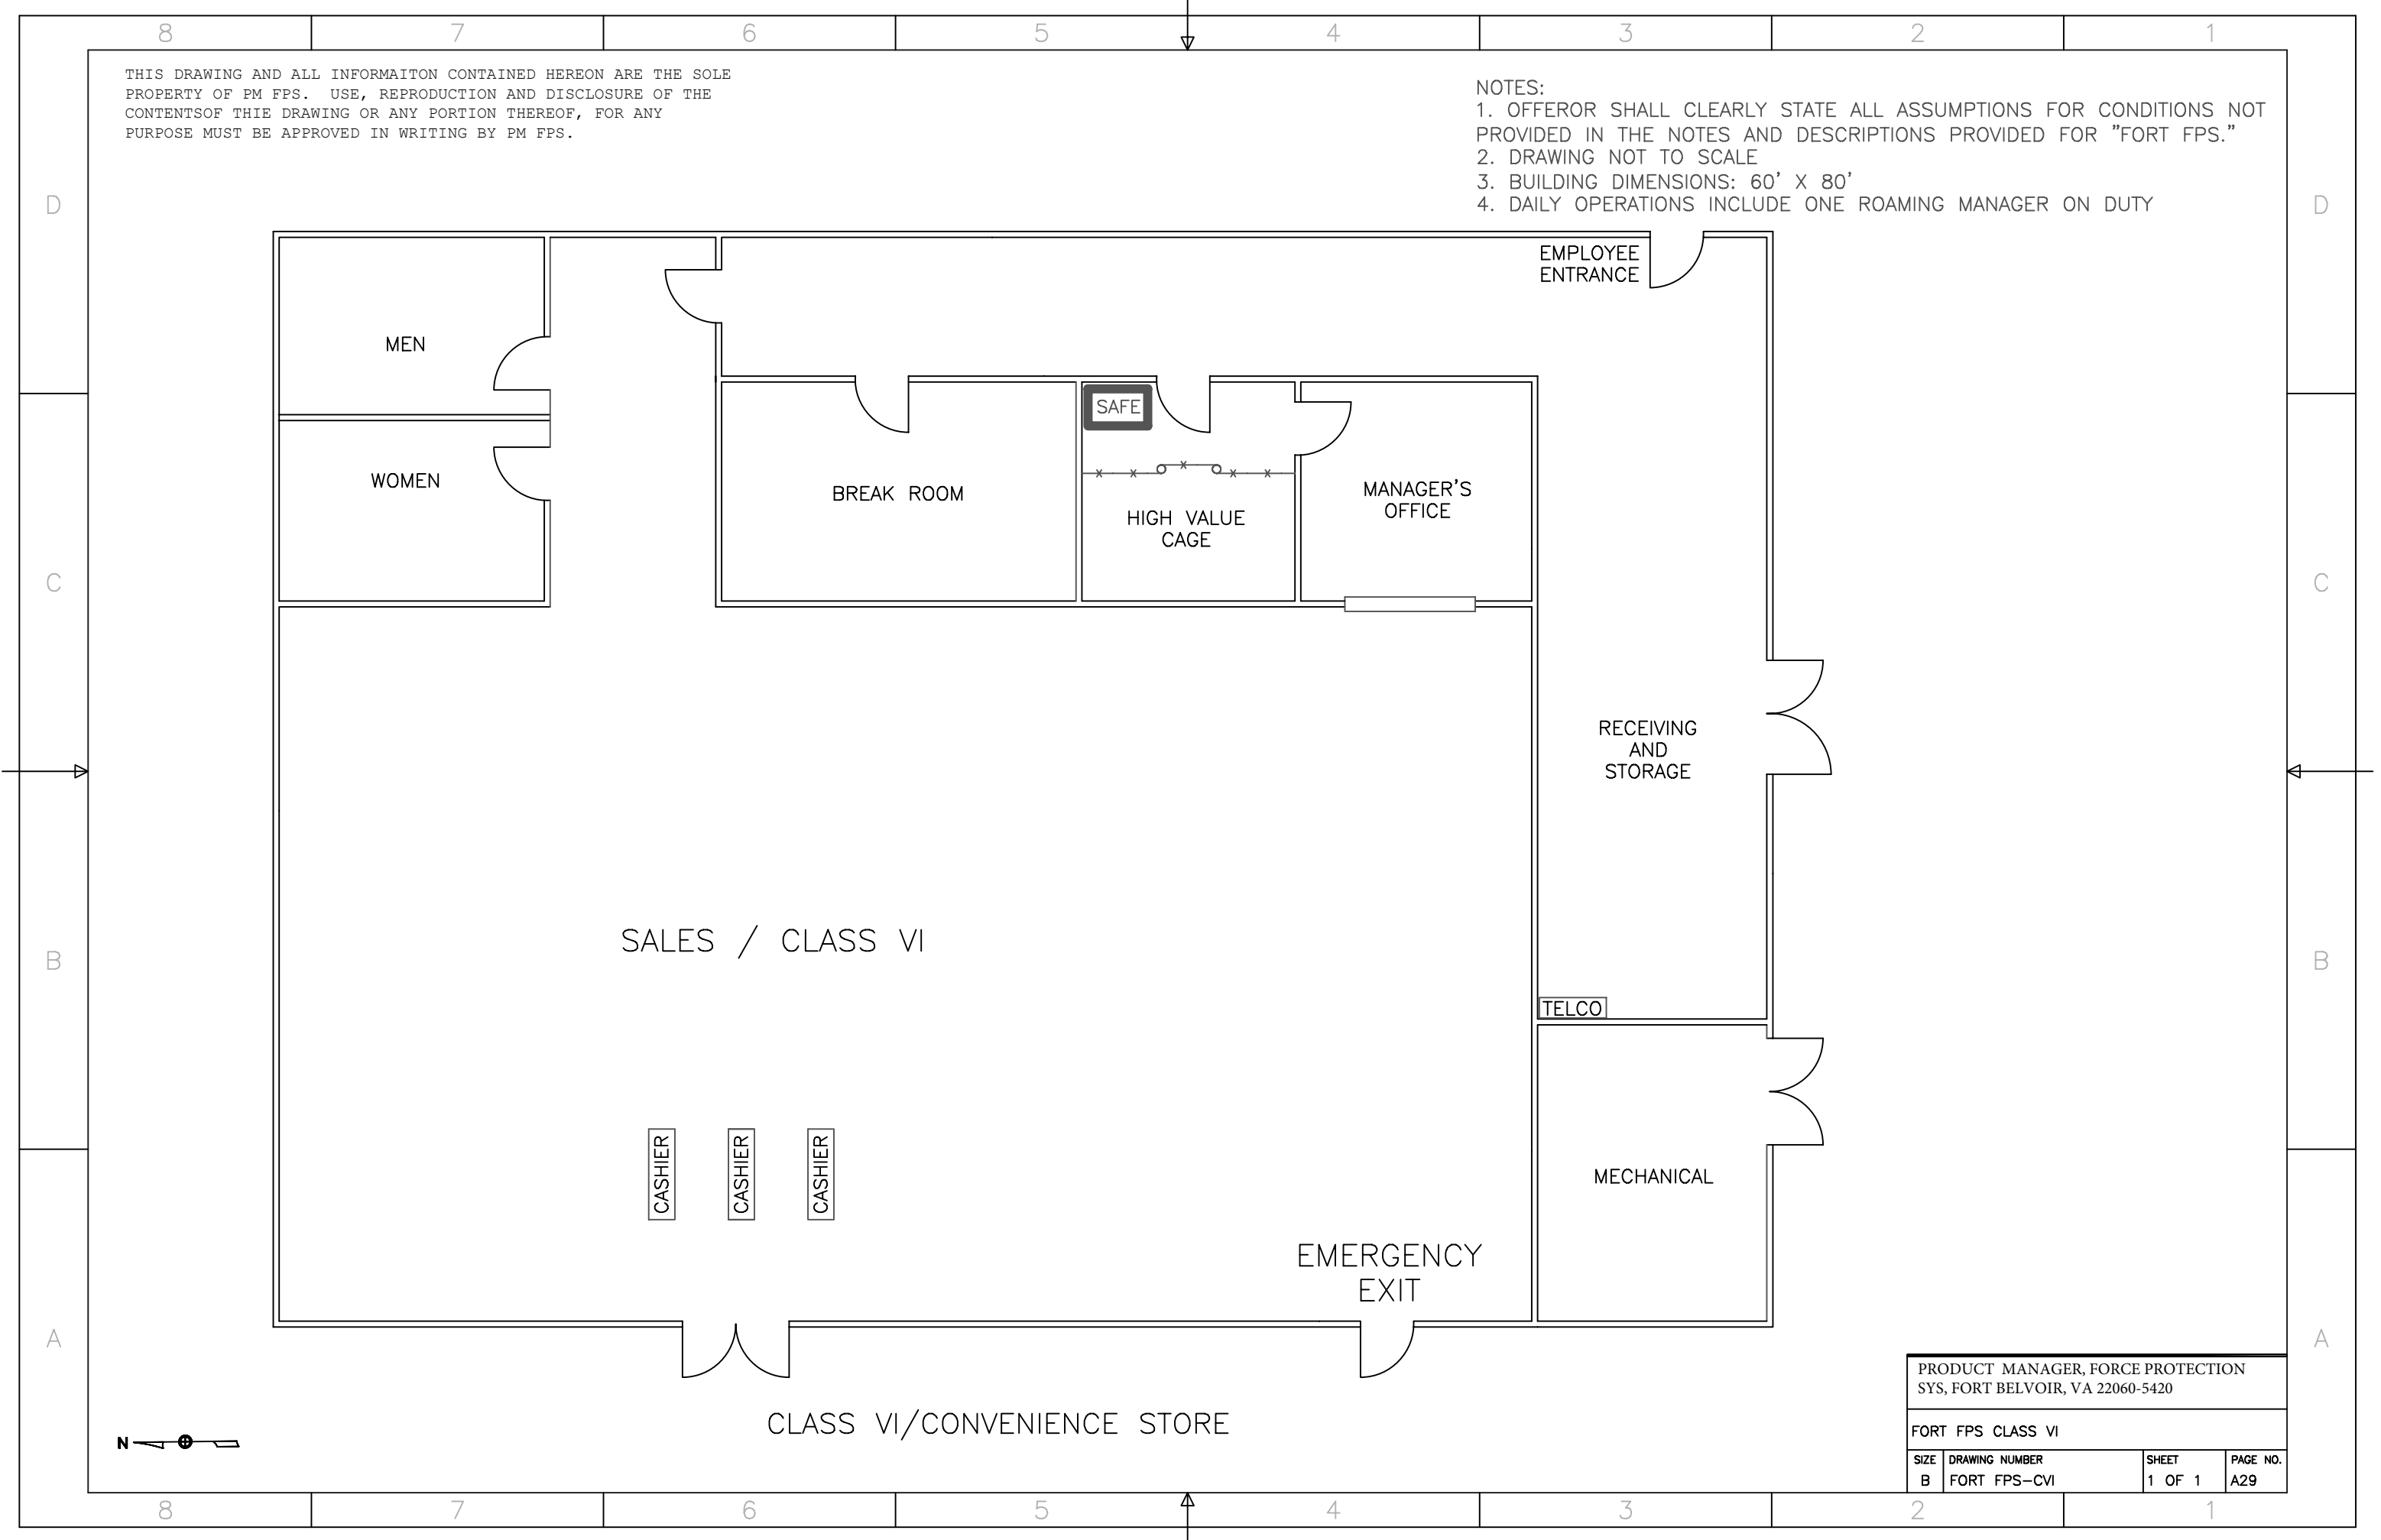 8 7 6 5 4 3 2 1
THIS DRAWING AND ALL INFORMAITON CONTAINED HEREON ARE THE SOLE
PROPERTY OF PM FPS.  USE, REPRODUCTION AND DISCLOSURE OF THE
CONTENTSOF THIE DRAWING OR ANY PORTION THEREOF, FOR ANY
PURPOSE MUST BE APPROVED IN WRITING BY PM FPS.
NOTES:
1. OFFEROR SHALL CLEARLY STATE ALL ASSUMPTIONS FOR CONDITIONS NOT
PROVIDED IN THE NOTES AND DESCRIPTIONS PROVIDED FOR "FORT FPS."
2. DRAWING NOT TO SCALE
3. BUILDING DIMENSIONS: 60' X 80'
4. DAILY OPERATIONS INCLUDE ONE ROAMING MANAGER ON DUTY
D
D
EMPLOYEE
ENTRANCE
MEN
SAFE
WOMEN
BREAK ROOM
MANAGER'S
OFFICE
HIGH VALUE
CAGE
C
C
RECEIVING
AND
STORAGE
SALES / CLASS VI
B
B
TELCO
CASHIER
CASHIER
CASHIER
MECHANICAL
EMERGENCY
EXIT
A
A
CLASS VI/CONVENIENCE STORE
N
PRODUCT MANAGER, FORCE PROTECTION
SYS, FORT BELVOIR, VA 22060-5420
FORT FPS CLASS VI
SIZE DRAWING NUMBER SHEET PAGE NO.
B FORT FPS-CVI 1 OF 1 A29
8 7 6 5 4 3 2 1